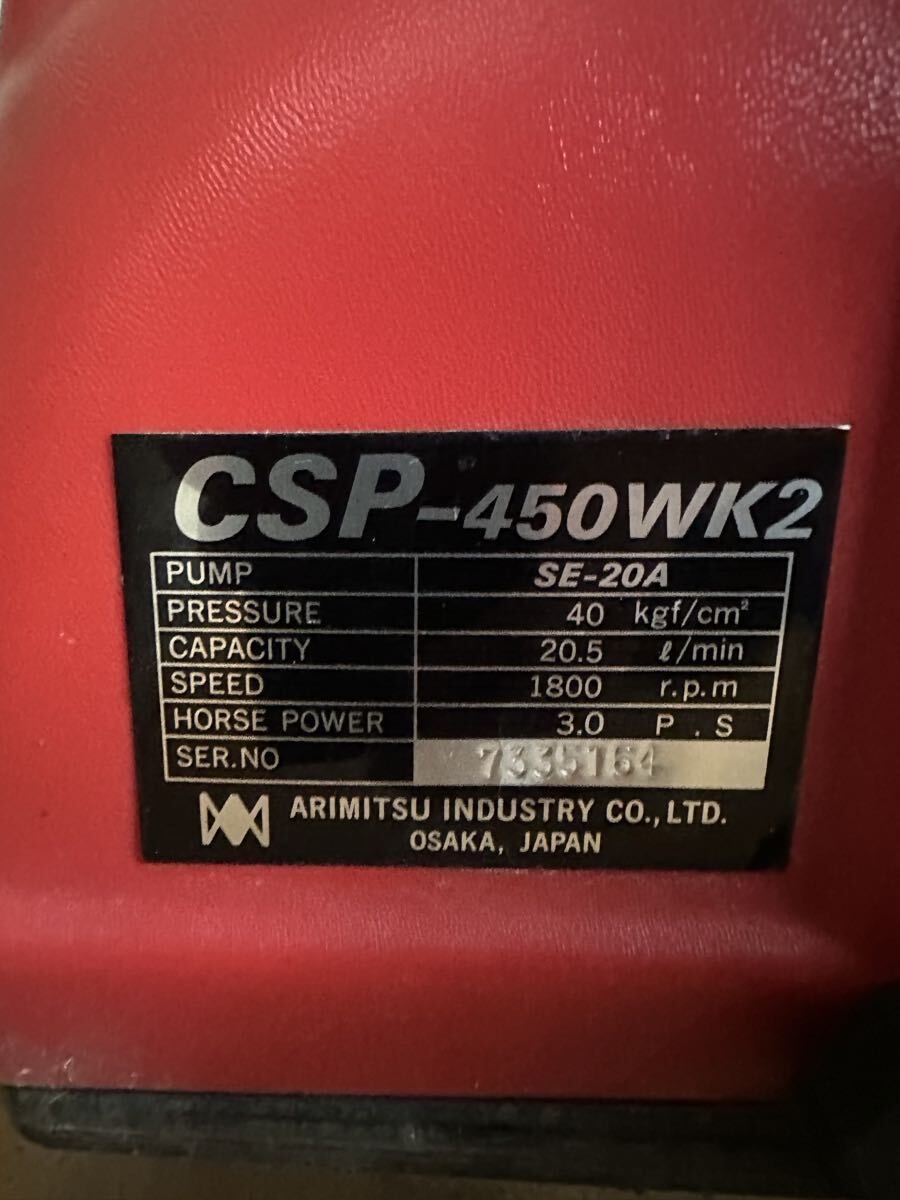 CSP-450WK2
PUMP SE-20A
PRESSURE 40 kgf/cm²
CAPACITY 20.5 ℓ/min
SPEED 1800 r.p.m
HORSE POWER 3.0 P.S
SER.NO 7335164
ARIMITSU INDUSTRY CO., LTD.
OSAKA, JAPAN